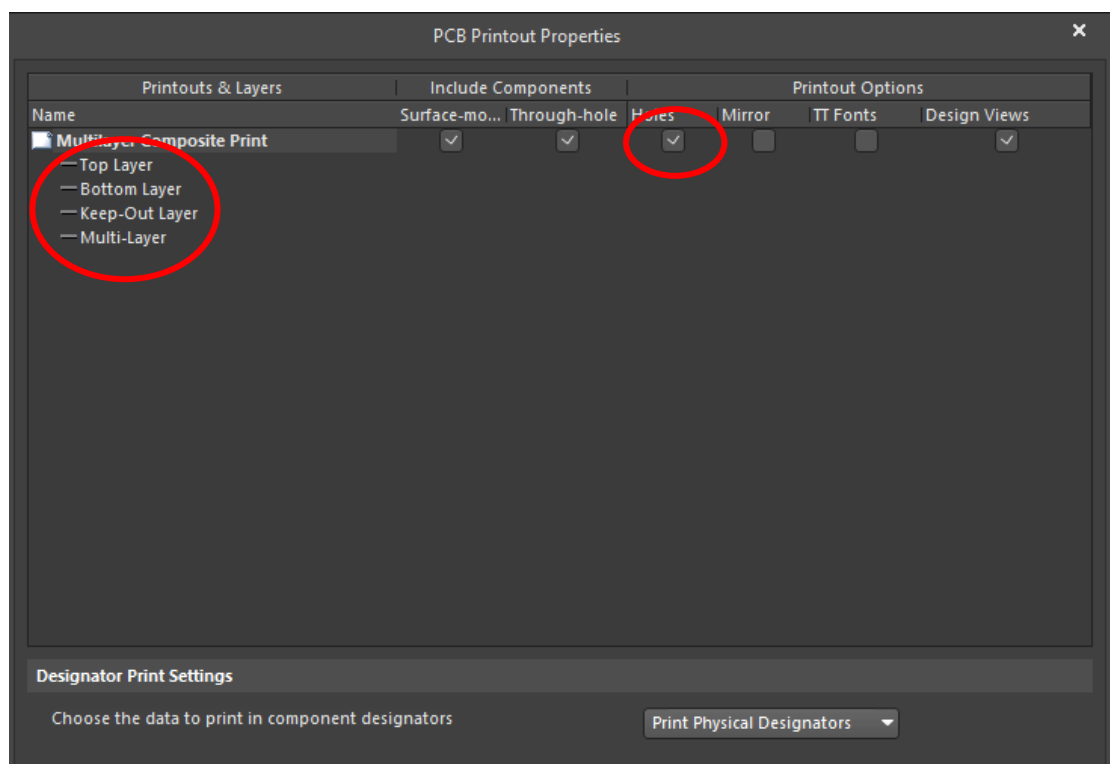 PCB Printout Properties
Printouts & Layers Include Components Printout Options
Name Surface-mo... Through-hole Holes Mirror TT Fonts Design Views
Multilayer Composite Print
Top Layer
Bottom Layer
Keep-Out Layer
Multi-Layer
Designator Print Settings
Choose the data to print in component designators Print Physical Designators